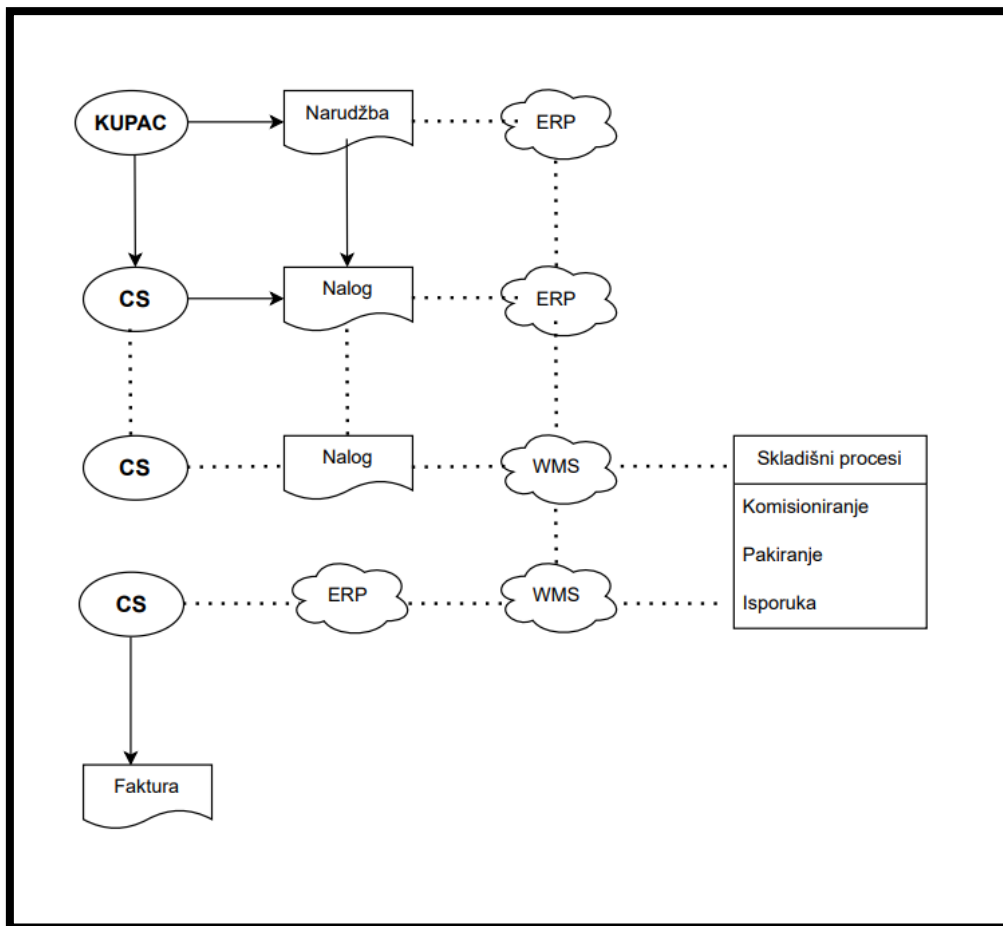 KUPAC
Narudžba
ERP
CS
Nalog
ERP
CS
Nalog
WMS
Skladišni procesi
Komisioniranje
Pakiranje
Isporuka
CS
ERP
WMS
Faktura